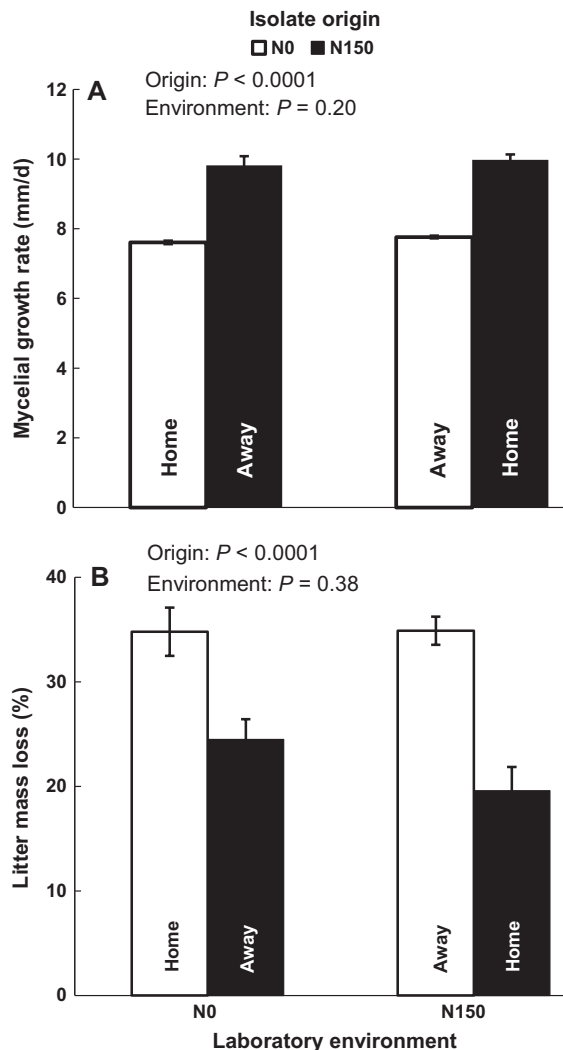 Isolate origin
N0 N150
A
Origin: P < 0.0001
Environment: P = 0.20
12
10
8
6
4
2
0
Mycelial growth rate (mm/d)
Home
Away
Away
Home
B
Origin: P < 0.0001
Environment: P = 0.38
40
30
20
10
0
Litter mass loss (%)
Home
Away
Away
Home
N0 N150
Laboratory environment